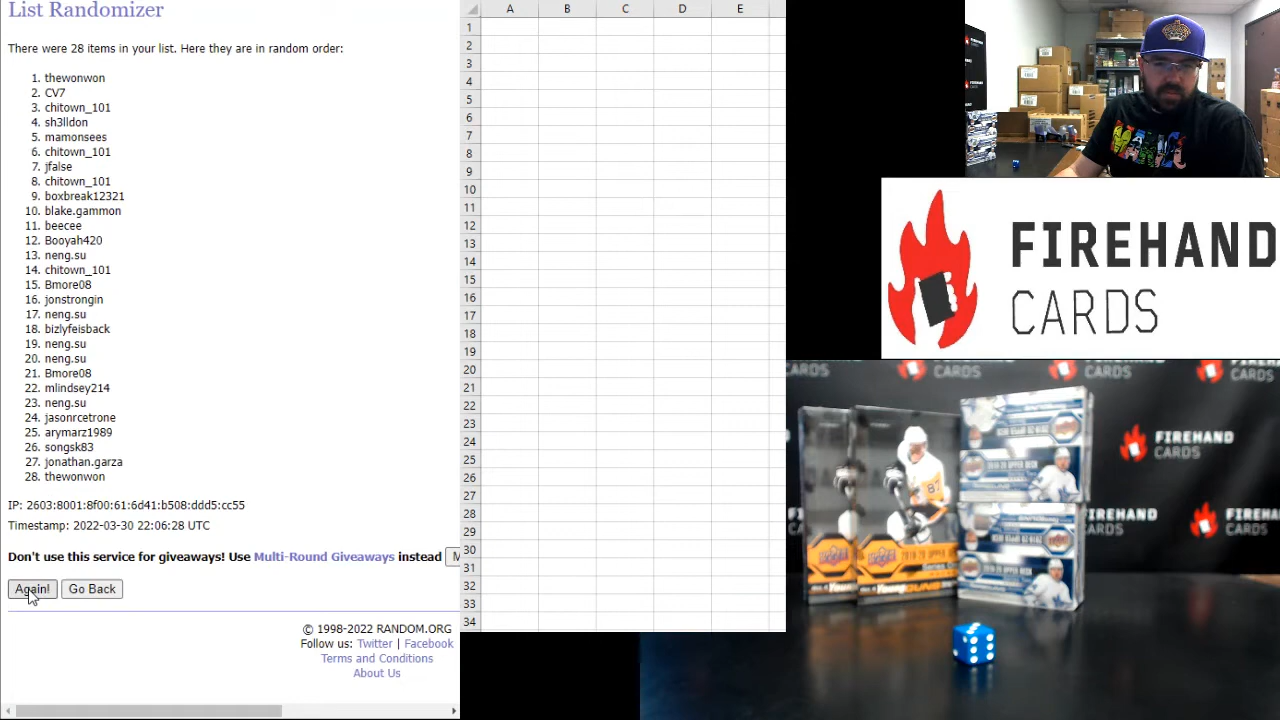 List Randomizer
There were 28 items in your list. Here they are in random order:
1. thewonwon
2. CV7
3. chitown_101
4. sh3lldon
5. mamonsees
6. chitown_101
7. jfalse
8. chitown_101
9. boxbreak12321
10. blake.gammon
11. beecee
12. Booyah420
13. neng.su
14. chitown_101
15. Bmore08
16. jonstrongin
17. neng.su
18. bizlyfeisback
19. neng.su
20. neng.su
21. Bmore08
22. mlindsey214
23. neng.su
24. jasonrcetrone
25. arymarz1989
26. songsk83
27. jonathan.garza
28. thewonwon
IP: 2603:8001:8f00:61:6d41:b508:ddd5:cc55
Timestamp: 2022-03-30 22:06:28 UTC
Don't use this service for giveaways! Use Multi-Round Giveaways instead
Again! Go Back
© 1998-2022 RANDOM.ORG
Follow us: Twitter | Facebook
Terms and Conditions
About Us
A B C D E
1
2
3
4
5
6
7
8
9
10
11
12
13
14
15
16
17
18
19
20
21
22
23
24
25
26
27
28
29
30
31
32
33
34
FIREHAND
CARDS
CARDS
CARDS
CARDS
FIREHAND
CARDS
FIREHAND
CARDS
FIREHAND
CARDS
87